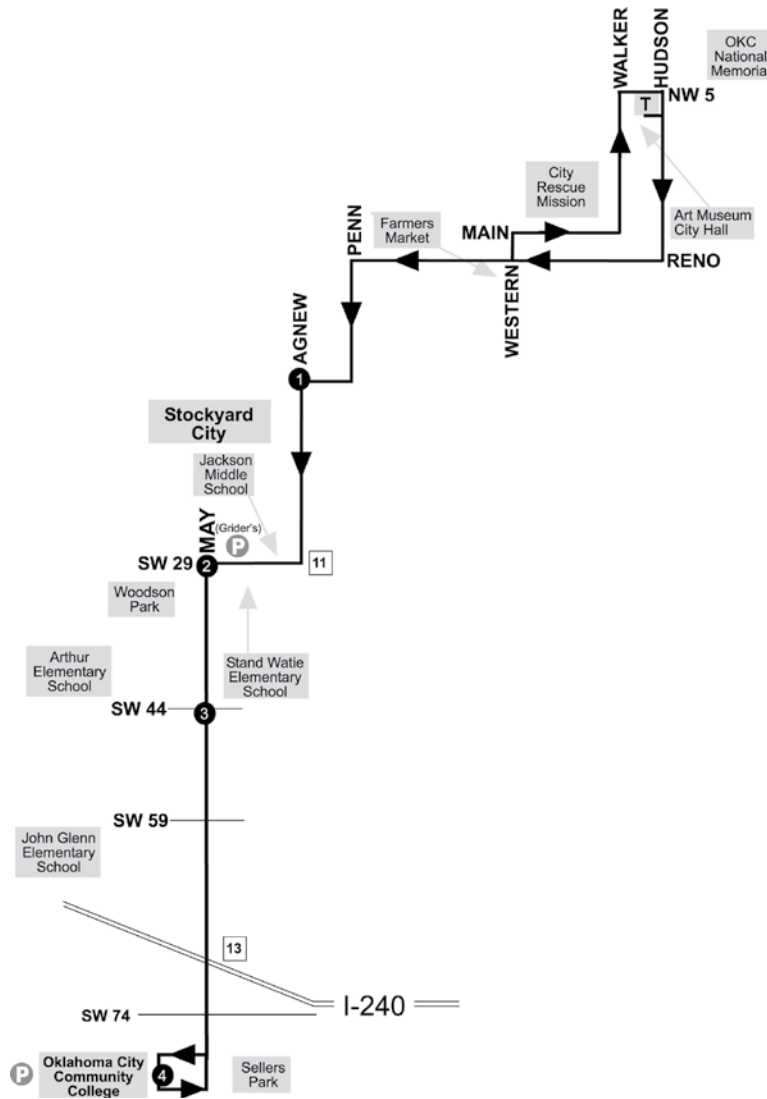 WALKER
HUDSON
OKC
National
Memoria
NW 5
T
City
Rescue
Mission
Art Museum
City Hall
PENN
Farmers
Market
MAIN
RENO
WESTERN
AGNEW
1
Stockyard
City
Jackson
Middle
School
MAY
(Grider's)
P
SW 29
2
11
Woodson
Park
Arthur
Elementary
School
Stand Watie
Elementary
School
SW 44
3
SW 59
John Glenn
Elementary
School
13
I-240
SW 74
P
Oklahoma City
Community
College
4
Sellers
Park